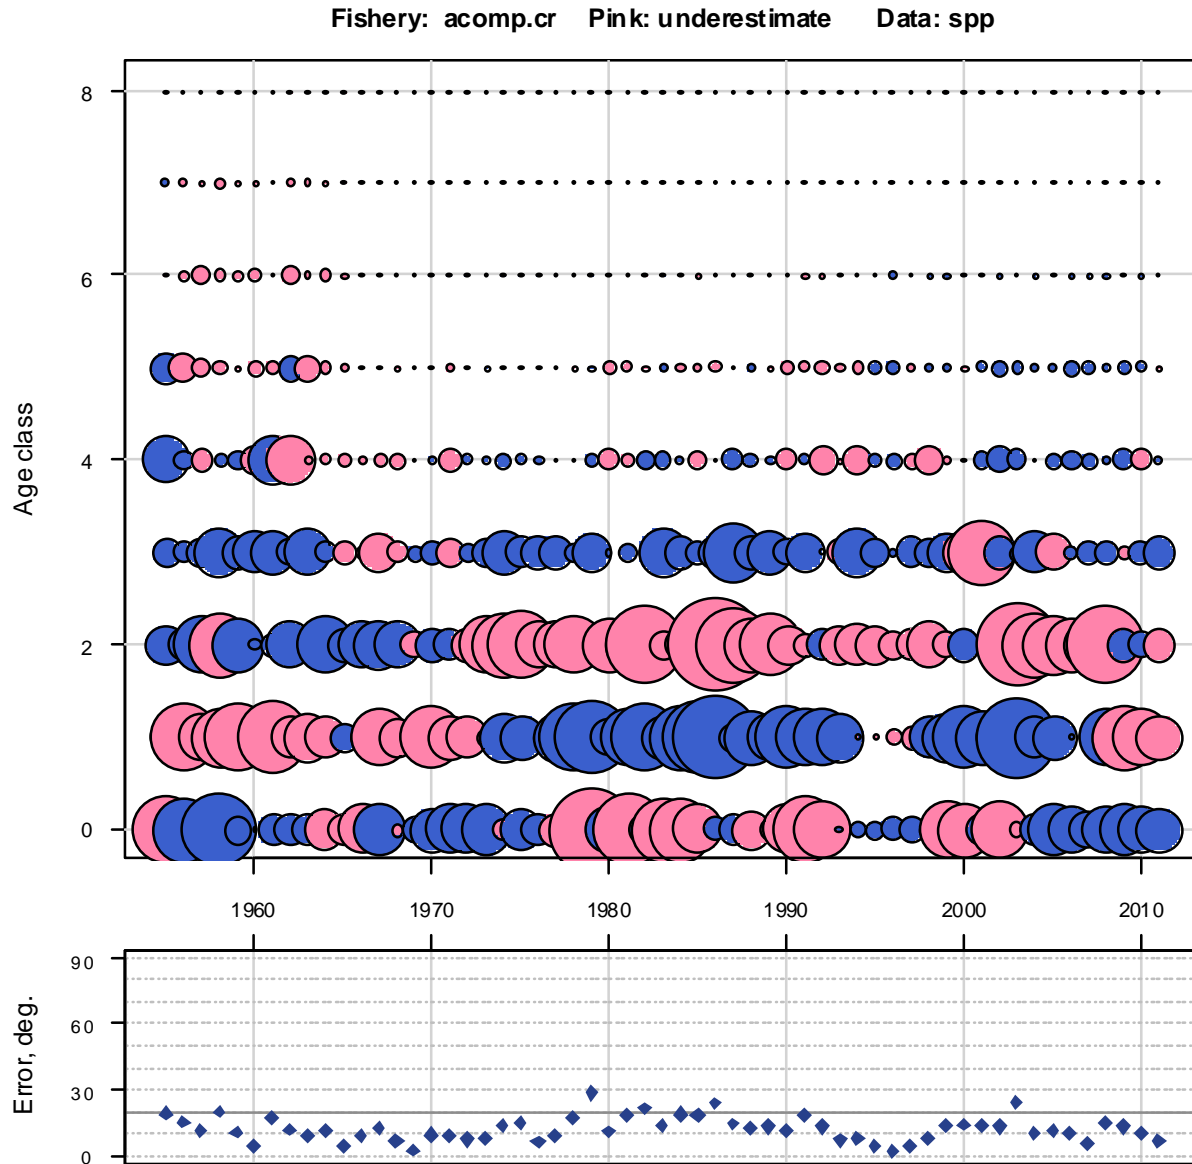 Fishery: acomp.cr Pink: underestimate Data: spp
Age class
8
6
4
2
0
1960 1970 1980 1990 2000 2010
Error, deg.
90
60
30
0